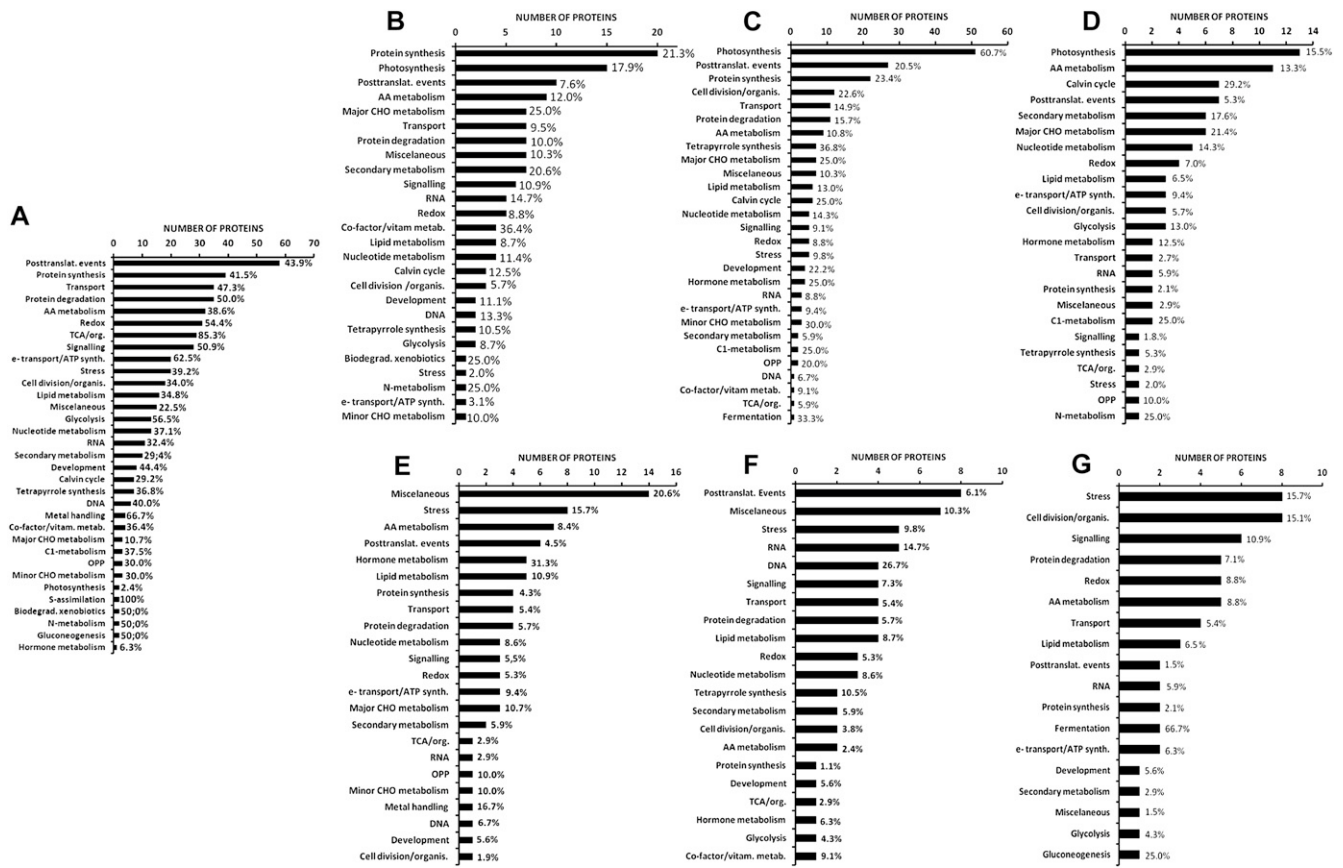 A
NUMBER OF PROTEINS
0 10 20 30 40 50 60 70
Posttranslat. events 43.9%
Protein synthesis 41.5%
Transport 47.3%
Protein degradation 50.0%
AA metabolism 38.6%
Redox 54.4%
TCA/org. 85.3%
Signalling 50.9%
e- transport/ATP synth. 62.5%
Stress 39.2%
Cell division/organis. 34.0%
Lipid metabolism 34.8%
Miscelaneous 22.5%
Glycolysis 56.5%
Nucleotide metabolism 37.1%
RNA 32.4%
Secondary metabolism 29;4%
Development 44.4%
Calvin cycle 29.2%
Tetrapyrrole synthesis 36.8%
DNA 40.0%
Metal handling 66.7%
Co-factor/vitam. metab. 36.4%
Major CHO metabolism 10.7%
C1-metabolism 37.5%
OPP 30.0%
Minor CHO metabolism 30.0%
Photosynthesis 2.4%
S-assimilation 100%
Biodegrad. xenobiotics 50;0%
N-metabolism 50;0%
Gluconeogenesis 50;0%
Hormone metabolism 6.3%
B
NUMBER OF PROTEINS
0 5 10 15 20
Protein synthesis 21.3%
Photosynthesis 17.9%
Posttranslat. events 7.6%
AA metabolism 12.0%
Major CHO metabolism 25.0%
Transport 9.5%
Protein degradation 10.0%
Miscelaneous 10.3%
Secondary metabolism 20.6%
Signalling 10.9%
RNA 14.7%
Redox 8.8%
Co-factor/vitam metab. 36.4%
Lipid metabolism 8.7%
Nucleotide metabolism 11.4%
Calvin cycle 12.5%
Cell division /organis. 5.7%
Development 11.1%
DNA 13.3%
Tetrapyrrole synthesis 10.5%
Glycolysis 8.7%
Biodegrad. xenobiotics 25.0%
Stress 2.0%
N-metabolism 25.0%
e- transport/ATP synth. 3.1%
Minor CHO metabolism 10.0%
C
NUMBER OF PROTEINS
0 10 20 30 40 50 60
Photosynthesis 60.7%
Posttranslat. events 20.5%
Protein synthesis 23.4%
Cell division/organis. 22.6%
Transport 14.9%
Protein degradation 15.7%
AA metabolism 10.8%
Tetrapyrrole synthesis 36.8%
Major CHO metabolism 25.0%
Miscelaneous 10.3%
Lipid metabolism 13.0%
Calvin cycle 25.0%
Nucleotide metabolism 14.3%
Signalling 9.1%
Redox 8.8%
Stress 9.8%
Development 22.2%
Hormone metabolism 25.0%
RNA 8.8%
e- transport/ATP synth. 9.4%
Minor CHO metabolism 30.0%
Secondary metabolism 5.9%
C1-metabolism 25.0%
OPP 20.0%
DNA 6.7%
Co-factor/vitam metab. 9.1%
TCA/org. 5.9%
Fermentation 33.3%
D
NUMBER OF PROTEINS
0 2 4 6 8 10 12 14
Photosynthesis 15.5%
AA metabolism 13.3%
Calvin cycle 29.2%
Posttranslat. events 5.3%
Secondary metabolism 17.6%
Major CHO metabolism 21.4%
Nucleotide metabolism 14.3%
Redox 7.0%
Lipid metabolism 6.5%
e- transport/ATP synth. 9.4%
Cell division/organis. 5.7%
Glycolysis 13.0%
Hormone metabolism 12.5%
Transport 2.7%
RNA 5.9%
Protein synthesis 2.1%
Miscelaneous 2.9%
C1-metabolism 25.0%
Signalling 1.8.%
Tetrapyrrole synthesis 5.3%
TCA/org. 2.9%
Stress 2.0%
OPP 10.0%
N-metabolism 25.0%
E
NUMBER OF PROTEINS
0 2 4 6 8 10 12 14 16
Miscelaneous 20.6%
Stress 15.7%
AA metabolism 8.4%
Posttranslat. events 4.5%
Hormone metabolism 31.3%
Lipid metabolism 10.9%
Protein synthesis 4.3%
Transport 5.4%
Protein degradation 5.7%
Nucleotide metabolism 8.6%
Signalling 5,5%
Redox 5.3%
e- transport/ATP synth. 9.4%
Major CHO metabolism 10.7%
Secondary metabolism 5.9%
TCA/org. 2.9%
RNA 2.9%
OPP 10.0%
Minor CHO metabolism 10.0%
Metal handling 16.7%
DNA 6.7%
Development 5.6%
Cell division/organis. 1.9%
F
NUMBER OF PROTEINS
0 2 4 6 8 10
Posttranslat. Events 6.1%
Miscelaneous 10.3%
Stress 9.8%
RNA 14.7%
DNA 26.7%
Signalling 7.3%
Transport 5.4%
Protein degradation 5.7%
Lipid metabolism 8.7%
Redox 5.3%
Nucleotide metabolism 8.6%
Tetrapyrrole synthesis 10.5%
Secondary metabolism 5.9%
Cell division/organis. 3.8%
AA metabolism 2.4%
Protein synthesis 1.1%
Development 5.6%
TCA/org. 2.9%
Hormone metabolism 6.3%
Glycolysis 4.3%
Co-factor/vitam. metab. 9.1%
G
NUMBER OF PROTEINS
0 2 4 6 8 10
Stress 15.7%
Cell division/organis. 15.1%
Signalling 10.9%
Protein degradation 7.1%
Redox 8.8%
AA metabolism 8.8%
Transport 5.4%
Lipid metabolism 6.5%
Posttranslat. events 1.5%
RNA 5.9%
Protein synthesis 2.1%
Fermentation 66.7%
e- transport/ATP synth. 6.3%
Development 5.6%
Secondary metabolism 2.9%
Miscelaneous 1.5%
Glycolysis 4.3%
Gluconeogenesis 25.0%